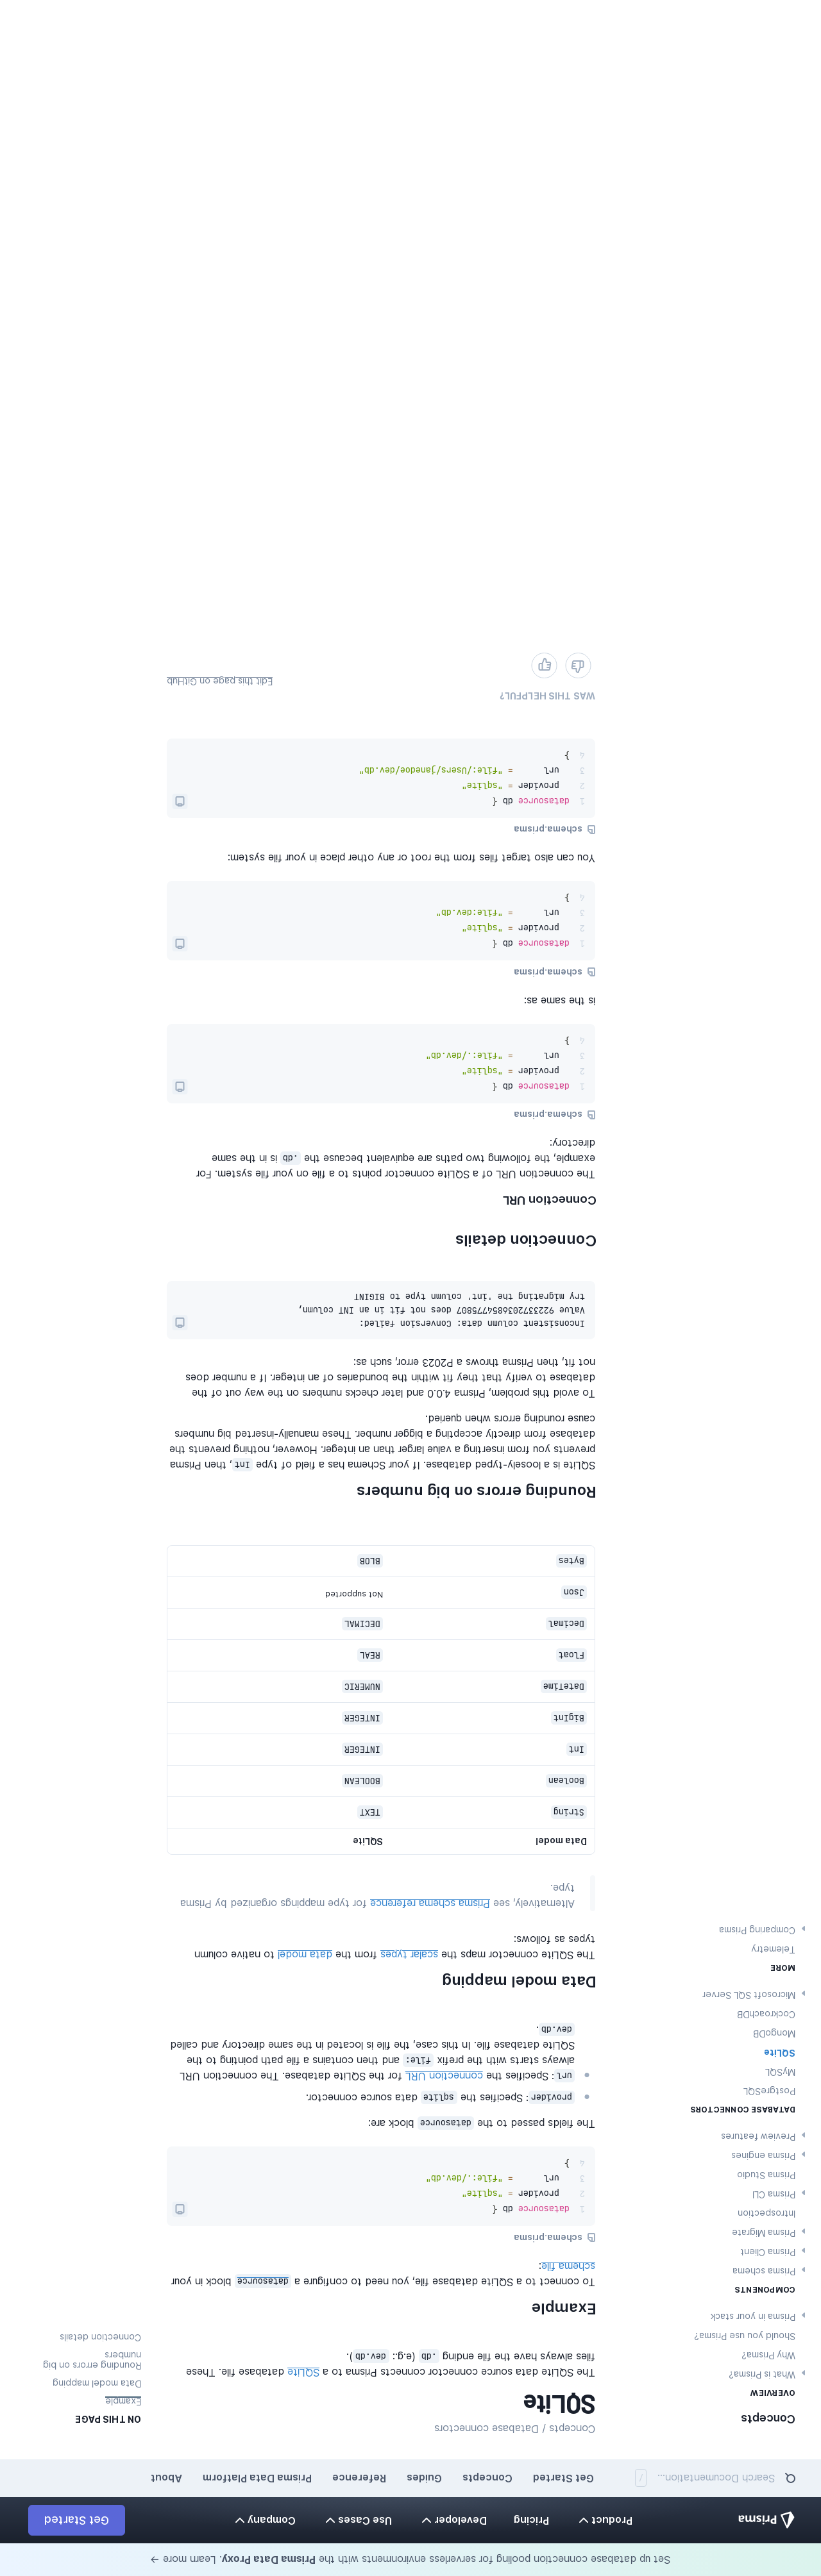 Set up database connection pooling for serverless environments with the Prisma Data Proxy. Learn more →
Prisma
Product
Pricing
Developer
Use Cases
Company
Get Started
Search Documentation... /
Get Started
Concepts
Guides
Reference
Prisma Data Platform
About
Concepts
OVERVIEW
What is Prisma?
Why Prisma?
Should you use Prisma?
Prisma in your stack
COMPONENTS
Prisma schema
Prisma Client
Prisma Migrate
Introspection
Prisma CLI
Prisma Studio
Prisma engines
Preview features
DATABASE CONNECTORS
PostgreSQL
MySQL
SQLite
MongoDB
CockroachDB
Microsoft SQL Server
MORE
Telemetry
Comparing Prisma
Concepts / Database connectors
SQLite
The SQLite data source connector connects Prisma to a SQLite database file. These
files always have the file ending .db (e.g.: dev.db).
Example
To connect to a SQLite database file, you need to configure a datasource block in your
schema file:
schema.prisma
1 datasource db {
2 provider = "sqlite"
3 url = "file:./dev.db"
4 }
The fields passed to the datasource block are:
provider: Specifies the sqlite data source connector.
url: Specifies the connection URL for the SQLite database. The connection URL
always starts with the prefix file: and then contains a file path pointing to the
SQLite database file. In this case, the file is located in the same directory and called
dev.db.
Data model mapping
The SQLite connector maps the scalar types from the data model to native column
types as follows:
Alternatively, see Prisma schema reference for type mappings organized by Prisma
type.
Data model SQLite
String TEXT
Boolean BOOLEAN
Int INTEGER
BigInt INTEGER
DateTime NUMERIC
Float REAL
Decimal DECIMAL
Json Not supported
Bytes BLOB
Rounding errors on big numbers
SQLite is a loosely-typed database. If your Schema has a field of type Int, then Prisma
prevents you from inserting a value larger than an integer. However, nothing prevents the
database from directly accepting a bigger number. These manually-inserted big numbers
cause rounding errors when queried.
To avoid this problem, Prisma 4.0.0 and later checks numbers on the way out of the
database to verify that they fit within the boundaries of an integer. If a number does
not fit, then Prisma throws a P2023 error, such as:
Inconsistent column data: Conversion failed:
Value 9223372036854775807 does not fit in an INT column,
try migrating the 'int' column type to BIGINT
Connection details
Connection URL
The connection URL of a SQLite connector points to a file on your file system. For
example, the following two paths are equivalent because the .db is in the same
directory:
schema.prisma
1 datasource db {
2 provider = "sqlite"
3 url = "file:./dev.db"
4 }
is the same as:
schema.prisma
1 datasource db {
2 provider = "sqlite"
3 url = "file:dev.db"
4 }
You can also target files from the root or any other place in your file system:
schema.prisma
1 datasource db {
2 provider = "sqlite"
3 url = "file:/Users/janedoe/dev.db"
4 }
WAS THIS HELPFUL?
Edit this page on GitHub
ON THIS PAGE
Example
Data model mapping
Rounding errors on big
numbers
Connection details